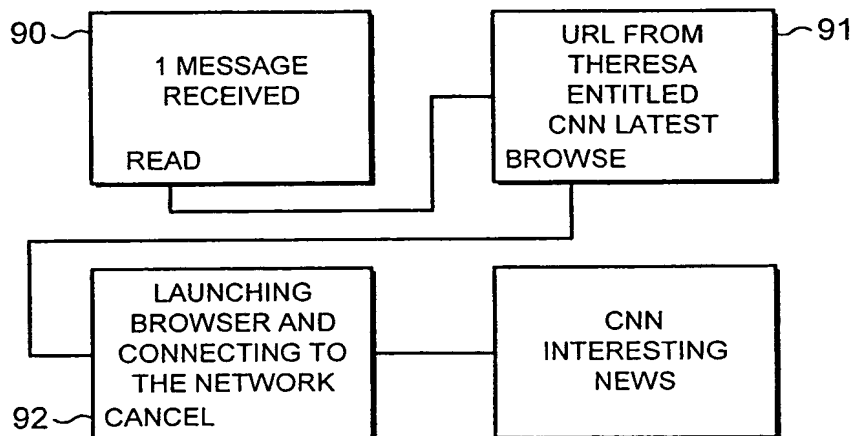 90
1 MESSAGE
RECEIVED
READ
URL FROM
THERESA
ENTITLED
CNN LATEST
BROWSE
91
LAUNCHING
BROWSER AND
CONNECTING TO
THE NETWORK
92
CANCEL
CNN
INTERESTING
NEWS